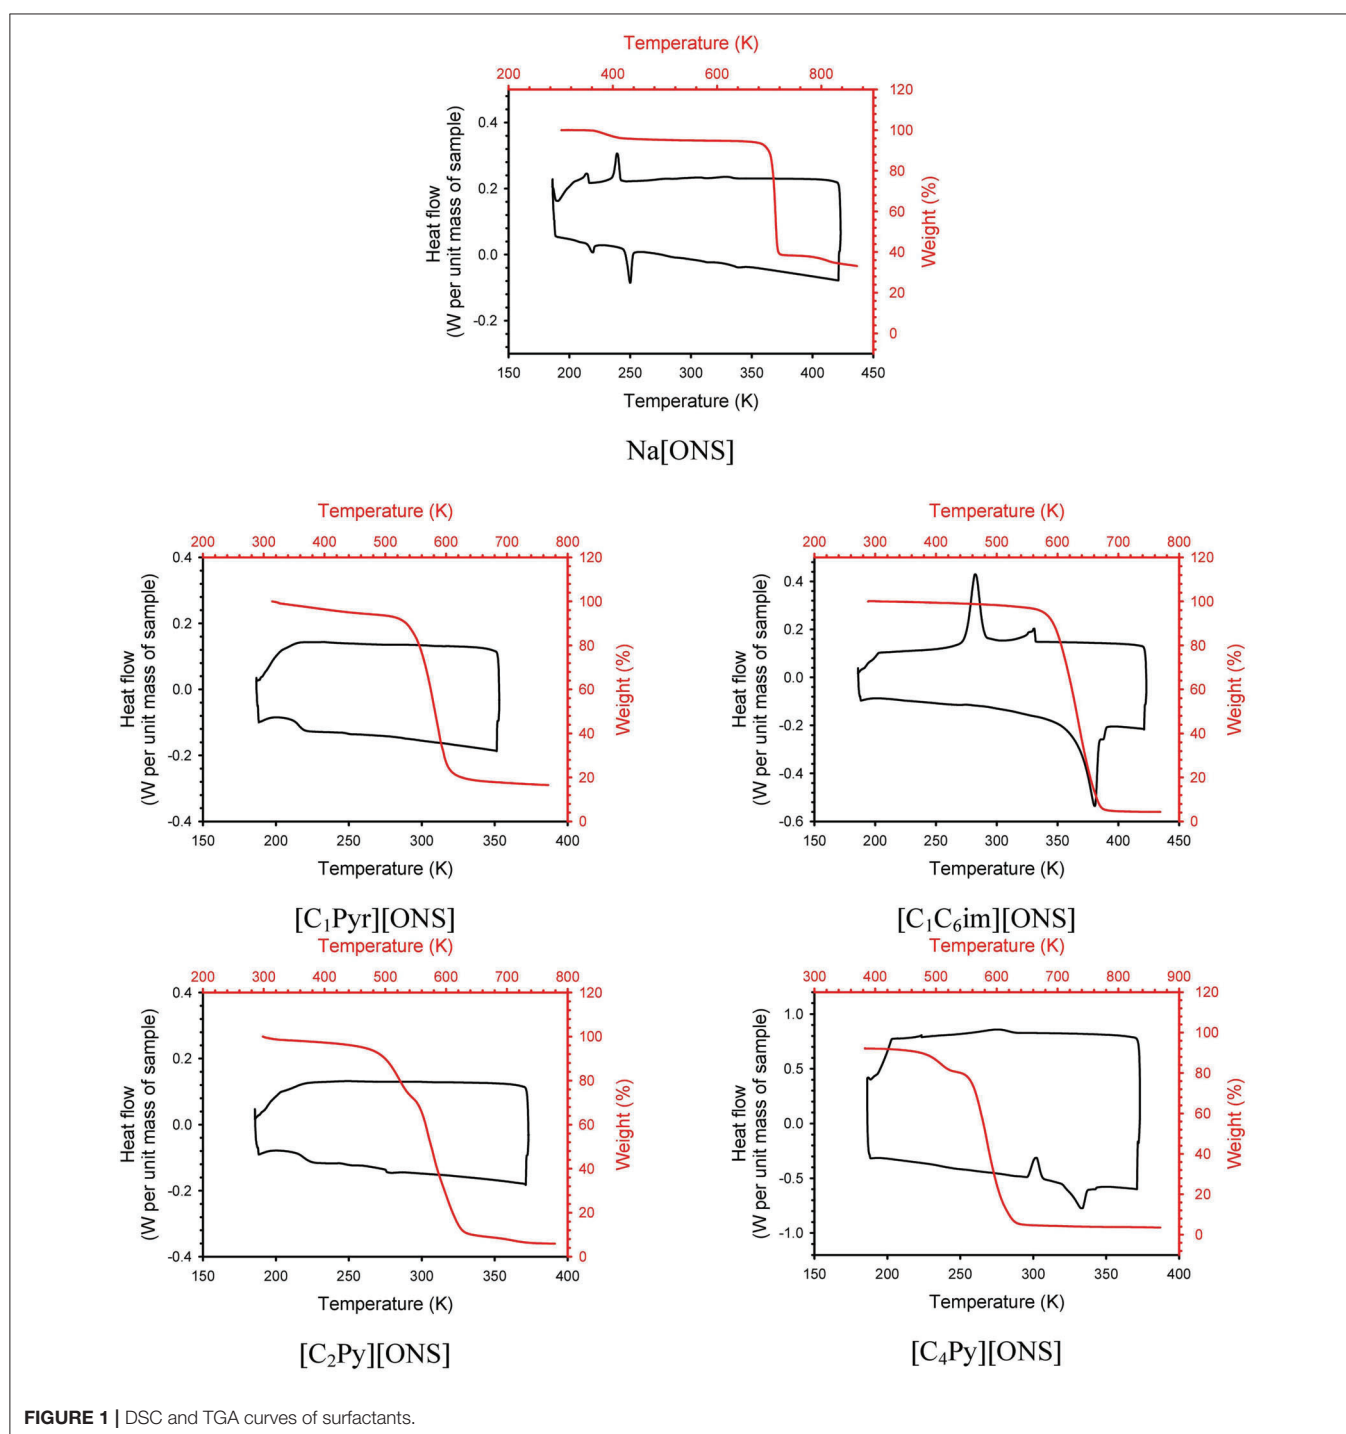 Temperature (K)
200 400 600 800
120
100
80
60
40
20
0
Weight (%)
0.4
0.2
0.0
-0.2
Heat flow
(W per unit mass of sample)
150 200 250 300 350 400 450
Temperature (K)
Na[ONS]
Temperature (K)
200 300 400 500 600 700 800
0.4
0.2
0.0
-0.2
-0.4
Heat flow
(W per unit mass of sample)
120
100
80
60
40
20
0
Weight (%)
150 200 250 300 350 400
Temperature (K)
[C₁Pyr][ONS]
Temperature (K)
200 300 400 500 600 700 800
0.4
0.2
0.0
-0.2
-0.4
-0.6
Heat flow
(W per unit mass of sample)
120
100
80
60
40
20
0
Weight (%)
150 200 250 300 350 400 450
Temperature (K)
[C₁C₆im][ONS]
Temperature (K)
200 300 400 500 600 700 800
0.4
0.2
0.0
-0.2
-0.4
Heat flow
(W per unit mass of sample)
120
100
80
60
40
20
0
Weight (%)
150 200 250 300 350 400
Temperature (K)
[C₂Py][ONS]
Temperature (K)
300 400 500 600 700 800 900
1.0
0.5
0.0
-0.5
-1.0
Heat flow
(W per unit mass of sample)
120
100
80
60
40
20
0
Weight (%)
150 200 250 300 350 400
Temperature (K)
[C₄Py][ONS]
FIGURE 1 | DSC and TGA curves of surfactants.